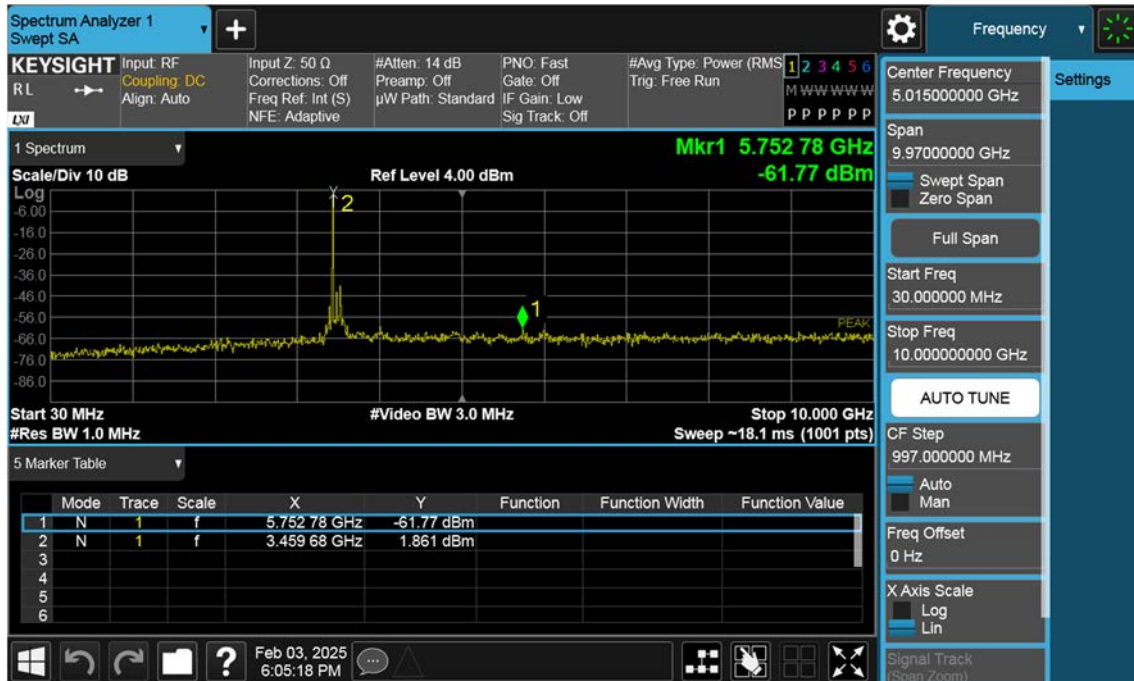 Spectrum Analyzer 1
Swept SA
Frequency
KEYSIGHT
RL
LXI
Input: RF
Coupling: DC
Align: Auto
Input Z: 50 Ω
Corrections: Off
Freq Ref: Int (S)
NFE: Adaptive
#Atten: 14 dB
Preamp: Off
µW Path: Standard
PNO: Fast
Gate: Off
IF Gain: Low
Sig Track: Off
#Avg Type: Power (RMS
Trig: Free Run
1 2 3 4 5 6
M W W W W W
P P P P P P
1 Spectrum
Scale/Div 10 dB
Ref Level 4.00 dBm
Mkr1 5.752 78 GHz
-61.77 dBm
Log
-6.00
-16.0
-26.0
-36.0
-46.0
-56.0
-66.0
-76.0
-86.0
2
1
PEAK
Start 30 MHz
#Video BW 3.0 MHz
Stop 10.000 GHz
#Res BW 1.0 MHz
Sweep ~18.1 ms (1001 pts)
5 Marker Table
Mode Trace Scale X Y Function Function Width Function Value
1 N 1 f 5.752 78 GHz -61.77 dBm
2 N 1 f 3.459 68 GHz 1.861 dBm
3
4
5
6
Feb 03, 2025
6:05:18 PM
Center Frequency
5.015000000 GHz
Settings
Span
9.97000000 GHz
Swept Span
Zero Span
Full Span
Start Freq
30.000000 MHz
Stop Freq
10.000000000 GHz
AUTO TUNE
CF Step
997.000000 MHz
Auto
Man
Freq Offset
0 Hz
X Axis Scale
Log
Lin
Signal Track
(Span Zoom)